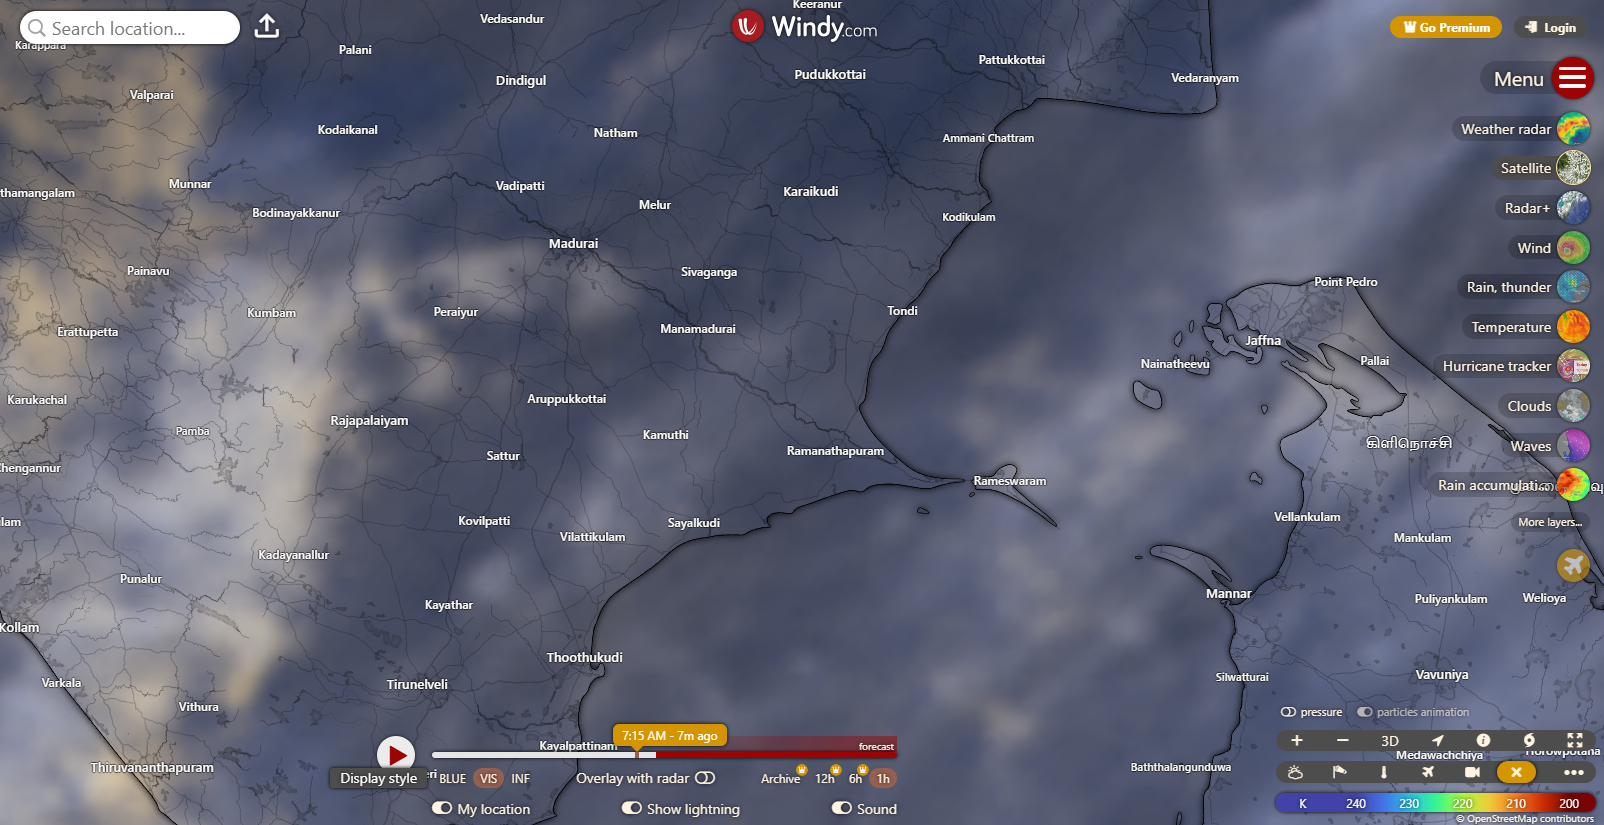 Search location...
Windy.com
Go Premium
Login
Menu
Weather radar
Satellite
Radar+
Wind
Rain, thunder
Temperature
Hurricane tracker
Clouds
Waves
Rain accumulati
More layers...
Keeranur
Vedasandur
Karappara
Palani
Pattukkottai
Pudukkottai
Vedaranyam
Dindigul
Valparai
Kodaikanal
Natham
Ammani Chattram
Munnar
Vadipatti
Karaikudi
thamangalam
Melur
Bodinayakkanur
Kodikulam
Madurai
Painavu
Sivaganga
Point Pedro
Kumbam
Peraiyur
Tondi
Erattupetta
Manamadurai
Jaffna
Nainatheevu
Pallai
Karukachal
Aruppukkottai
Rajapalaiyam
Pamba
Kamuthi
கிளிநொச்சி
Ramanathapuram
Sattur
Chengannur
Rameswaram
Vellankulam
lam
Kovilpatti
Sayalkudi
Vilattikulam
Mankulam
Kadayanallur
Punalur
Mannar
Puliyankulam
Welioya
Kayathar
Kollam
Thoothukudi
Vavuniya
Silwatturai
Varkala
Tirunelveli
Vithura
Kayalpattinam
Thiruvananthapuram
Baththalangunduwa
Medawachchiya
Horowpotana
7:15 AM - 7m ago
forecast
Display style
eri
BLUE VIS INF
Overlay with radar
Archive 12h 6h 1h
My location
Show lightning
Sound
pressure
particles animation
+ − 3D
K 240 230 220 210 200
© OpenStreetMap contributors